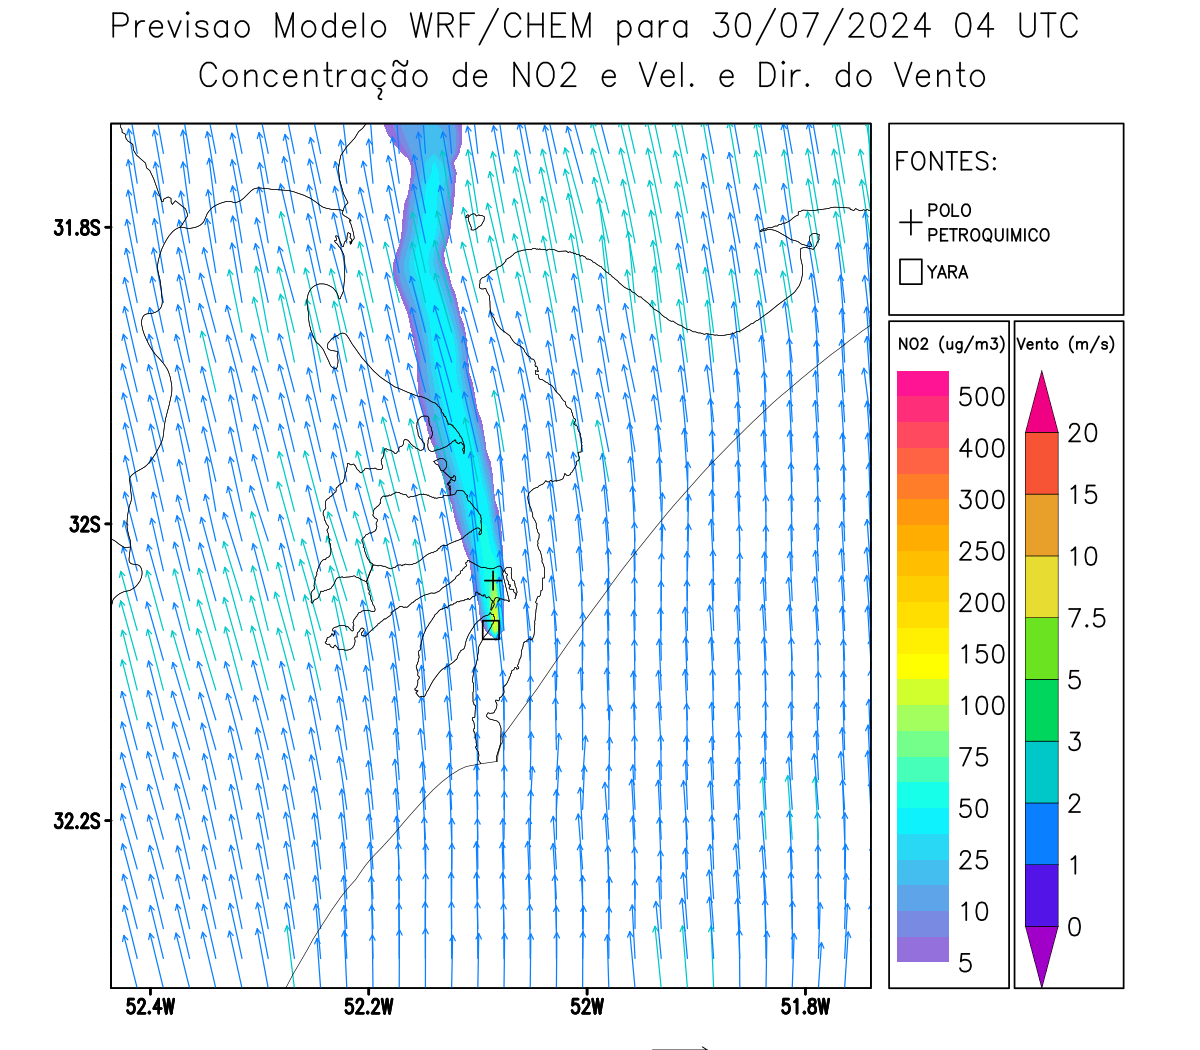 Previsao Modelo WRF/CHEM para 30/07/2024 04 UTC
Concentração de NO2 e Vel. e Dir. do Vento
FONTES:
POLO
PETROQUIMICO
YARA
NO2 (ug/m3)
500
400
300
250
200
150
100
75
50
25
10
5
Vento (m/s)
20
15
10
7.5
5
3
2
1
0
31.8S
32S
32.2S
52.4W
52.2W
52W
51.8W